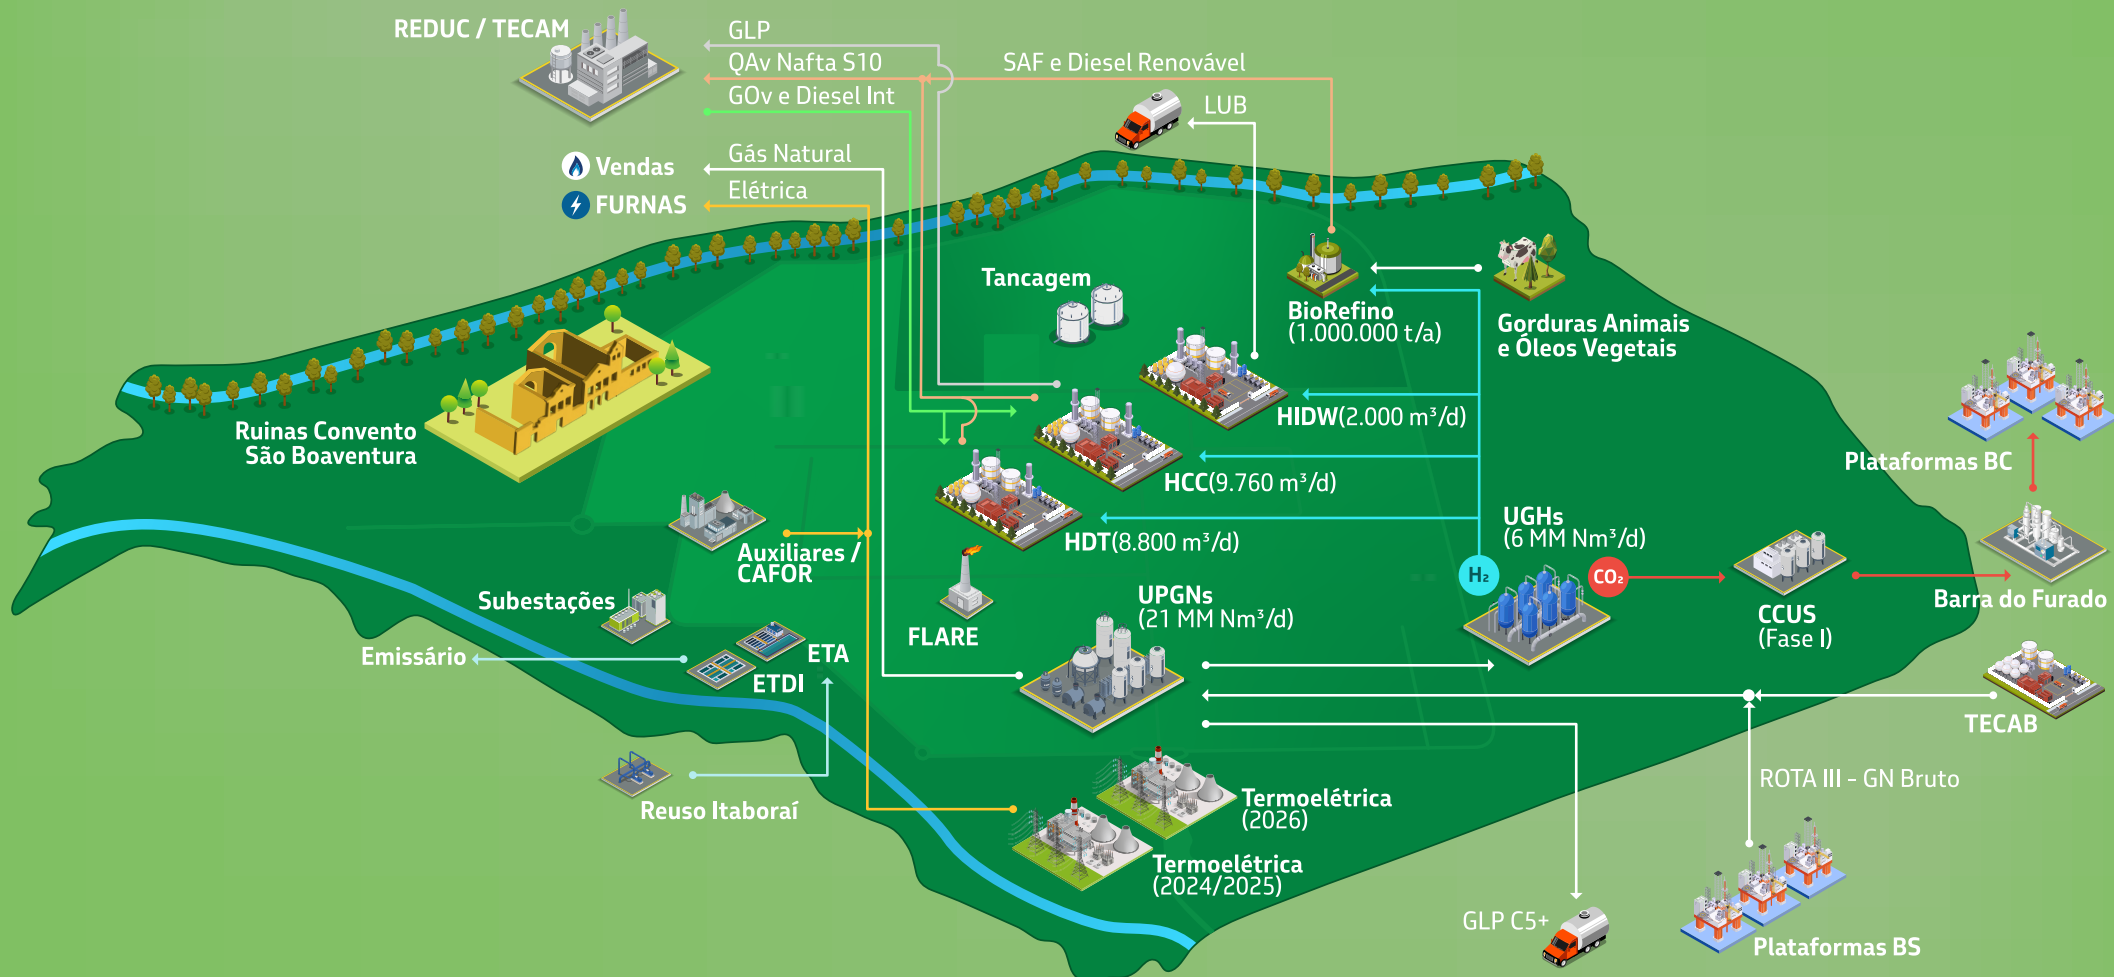 REDUC / TECAM
GLP
QAv Nafta S10
SAF e Diesel Renovável
GOv e Diesel Int
LUB
Vendas
Gás Natural
FURNAS
Elétrica
Tancagem
BioRefino
(1.000.000 t/a)
Gorduras Animais
e Óleos Vegetais
HIDW(2.000 m³/d)
Ruinas Convento
São Boaventura
Plataformas BC
HCC(9.760 m³/d)
UGHs
(6 MM Nm³/d)
HDT(8.800 m³/d)
Auxiliares /
CAFOR
H₂
CO₂
Subestações
UPGNs
(21 MM Nm³/d)
CCUS
(Fase I)
Barra do Furado
FLARE
Emissário
ETA
ETDI
TECAB
ROTA III - GN Bruto
Reuso Itaboraí
Termoelétrica
(2026)
Termoelétrica
(2024/2025)
GLP C5+
Plataformas BS